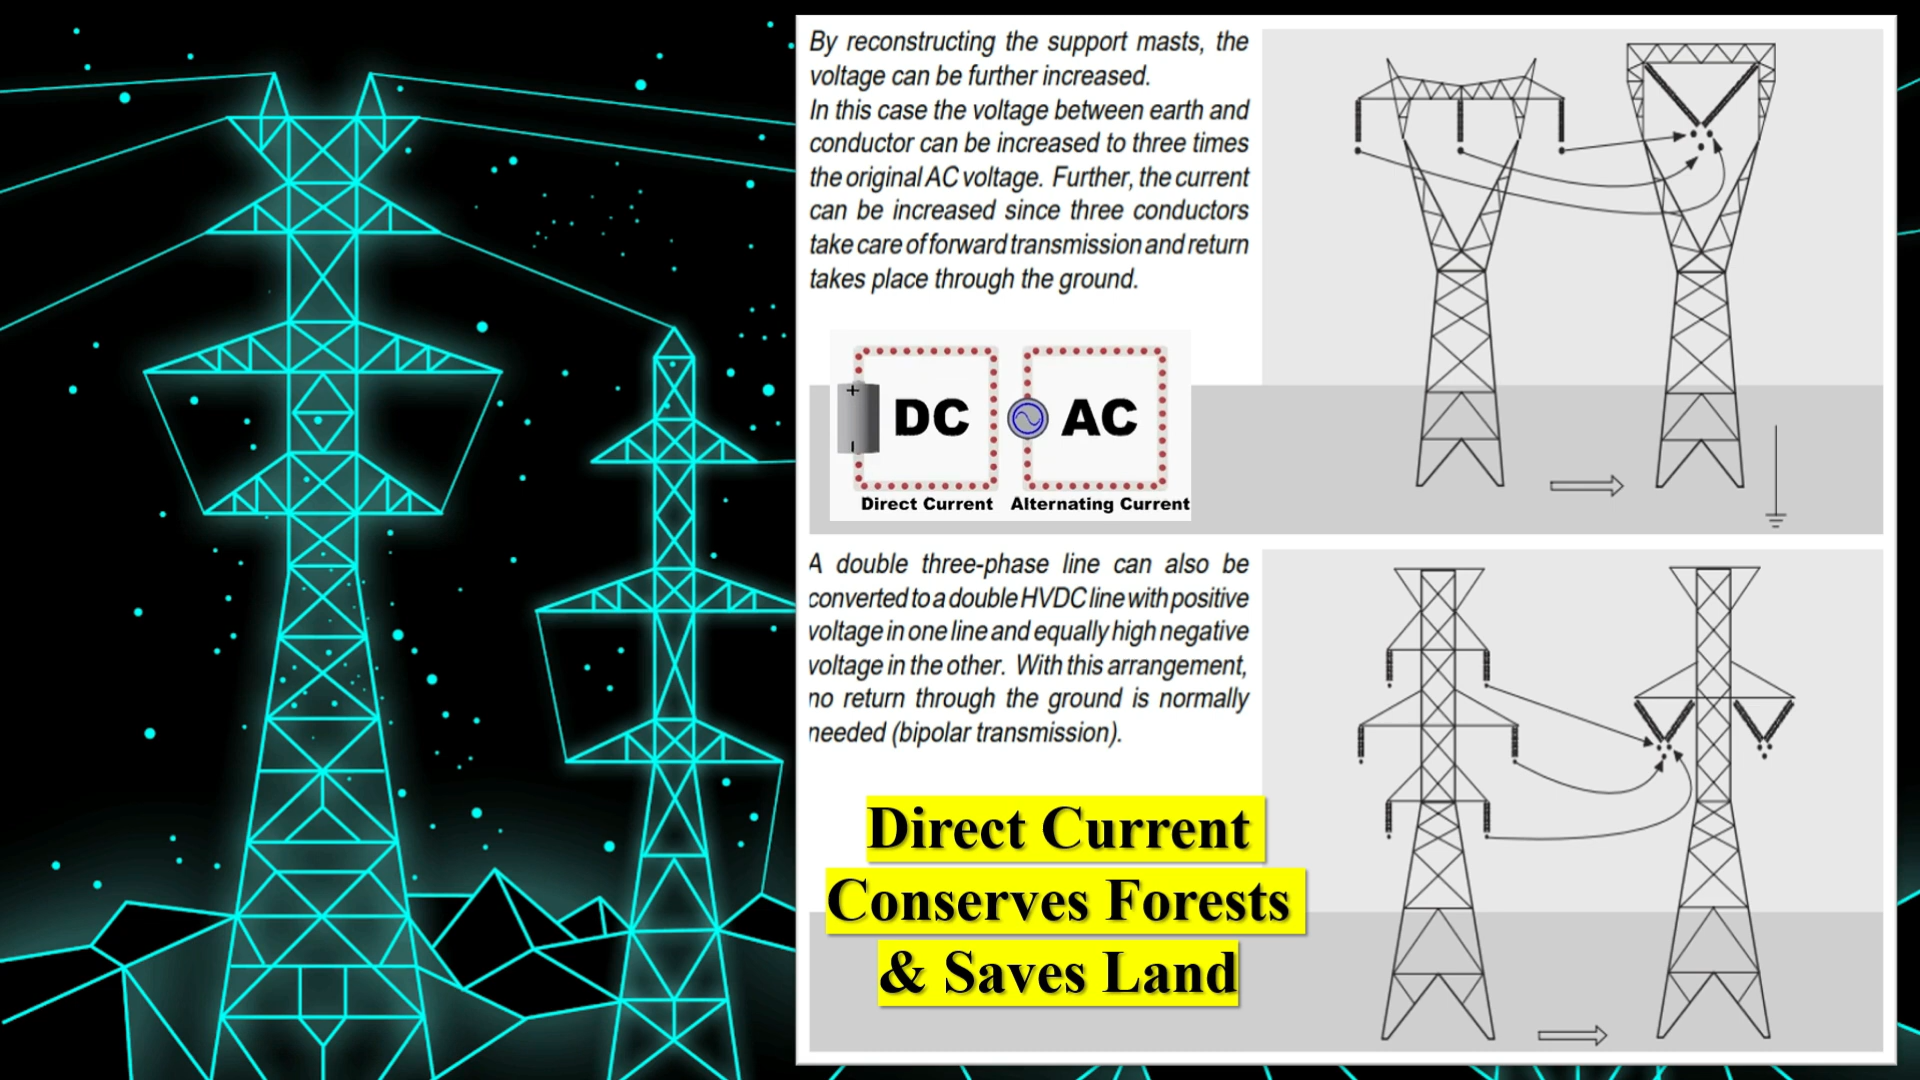 By reconstructing the support masts, the
voltage can be further increased.
In this case the voltage between earth and
conductor can be increased to three times
the original AC voltage. Further, the current
can be increased since three conductors
take care of forward transmission and return
takes place through the ground.
+
DC
AC
Direct Current
Alternating Current
A double three-phase line can also be
converted to a double HVDC line with positive
voltage in one line and equally high negative
voltage in the other. With this arrangement,
no return through the ground is normally
needed (bipolar transmission).
Direct Current
Conserves Forests
& Saves Land